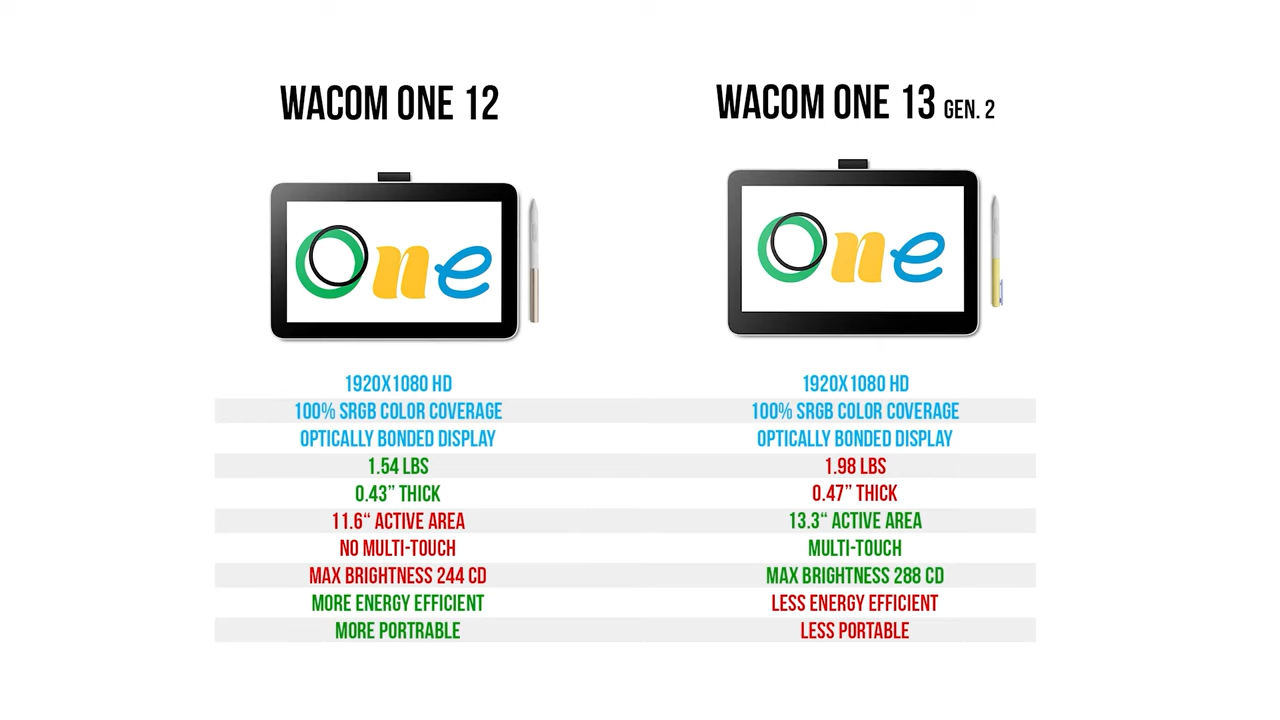 WACOM ONE 12
WACOM ONE 13 GEN. 2
One
One
1920X1080 HD
1920X1080 HD
100% SRGB COLOR COVERAGE
100% SRGB COLOR COVERAGE
OPTICALLY BONDED DISPLAY
OPTICALLY BONDED DISPLAY
1.54 LBS
1.98 LBS
0.43” THICK
0.47” THICK
11.6“ ACTIVE AREA
13.3“ ACTIVE AREA
NO MULTI-TOUCH
MULTI-TOUCH
MAX BRIGHTNESS 244 CD
MAX BRIGHTNESS 288 CD
MORE ENERGY EFFICIENT
LESS ENERGY EFFICIENT
MORE PORTRABLE
LESS PORTABLE